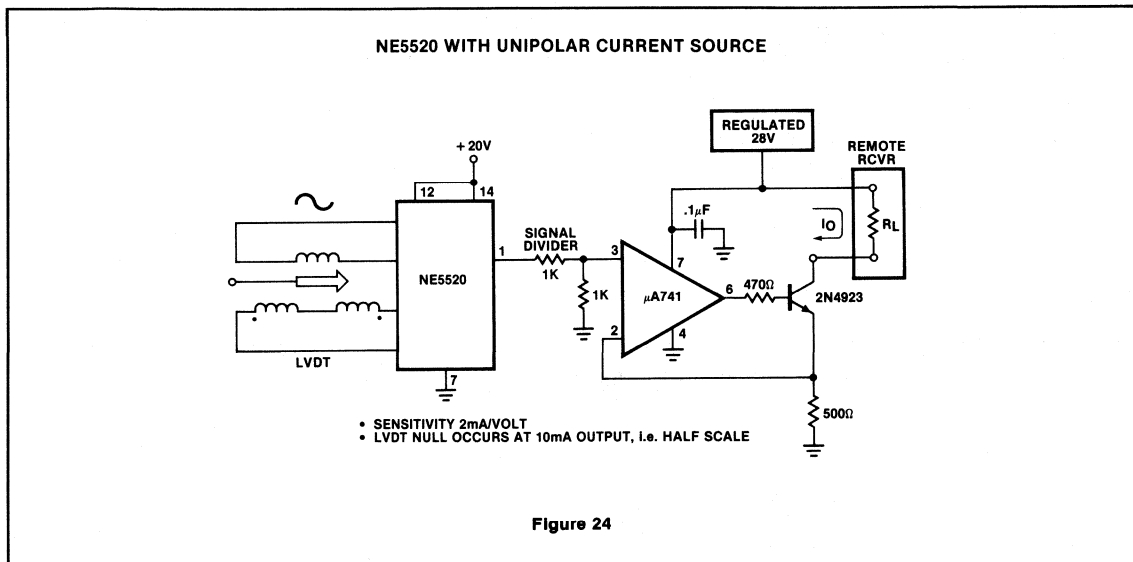 NE5520 WITH UNIPOLAR CURRENT SOURCE
REGULATED
28V
REMOTE
RCVR
+ 20V
12
14
.1μF
IO
RL
SIGNAL
DIVIDER
1
3
7
1K
NE5520
1K
μA741
6
470Ω
2N4923
2
4
LVDT
7
500Ω
• SENSITIVITY 2mA/VOLT
• LVDT NULL OCCURS AT 10mA OUTPUT, i.e. HALF SCALE
Figure 24